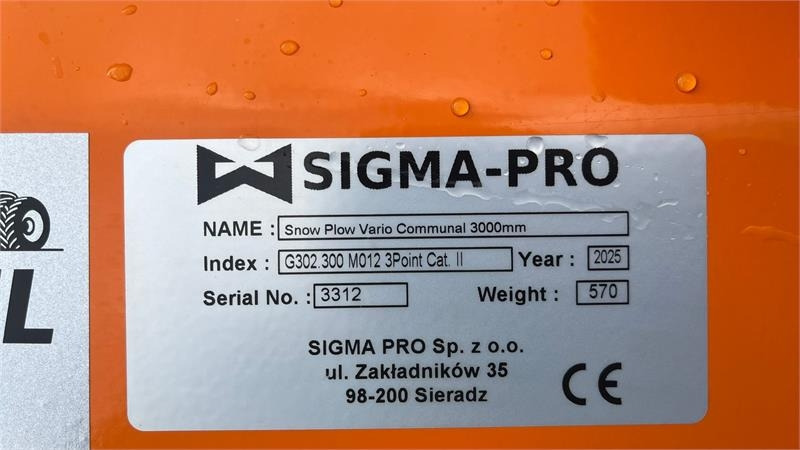 SIGMA-PRO
NAME : Snow Plow Vario Communal 3000mm
Index : G302.300 M012 3Point Cat. II Year : 2025
Serial No. : 3312 Weight : 570
SIGMA PRO Sp. z o.o.
ul. Zakładników 35
98-200 Sieradz
CE
L